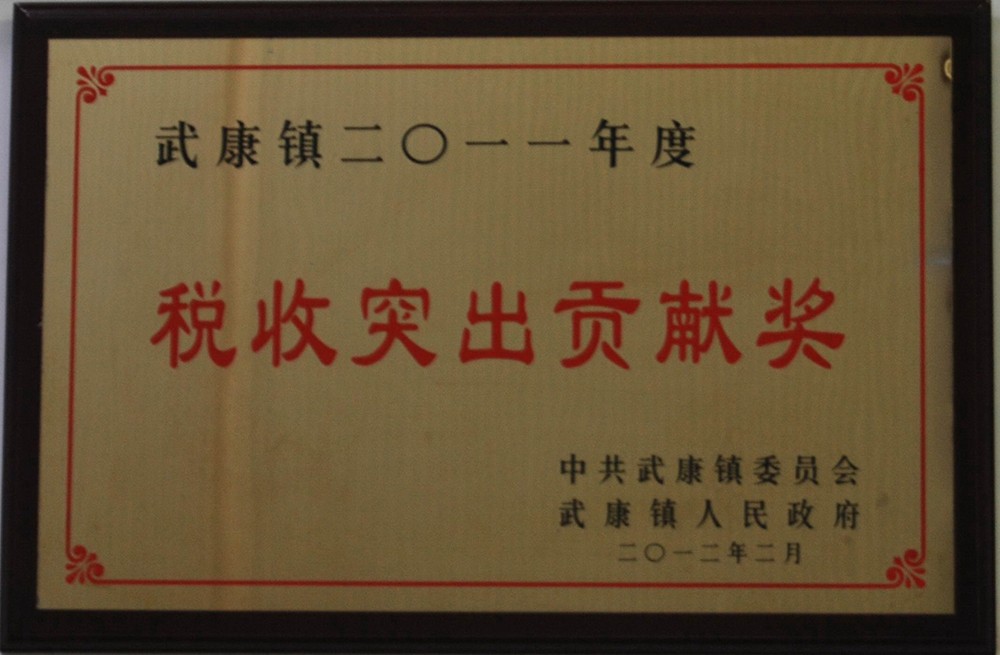 武康镇二〇一一年度
税收突出贡献奖
中共武康镇委员会
武康镇人民政府
二〇一二年二月